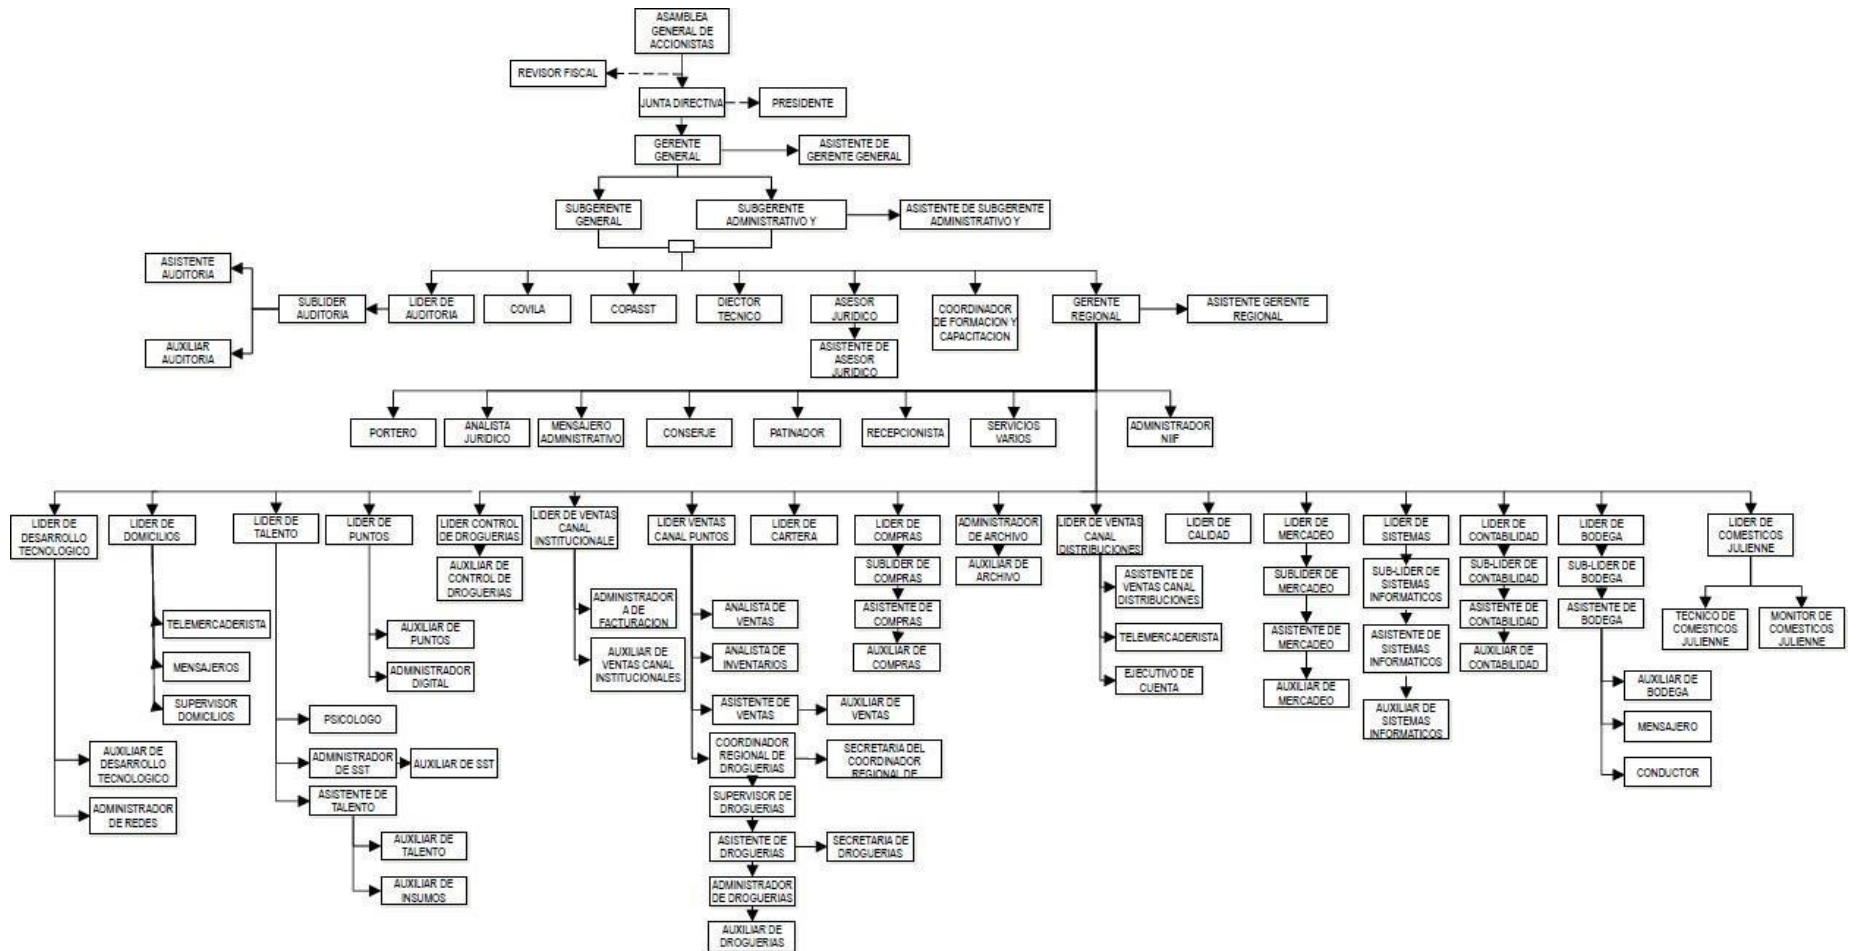 ASAMBLEA
GENERAL DE
ACCIONISTAS
REVISOR FISCAL
JUNTA DIRECTIVA
PRESIDENTE
GERENTE
GENERAL
ASISTENTE DE
GERENTE GENERAL
SUBGERENTE
GENERAL
SUBGERENTE
ADMINISTRATIVO Y
ASISTENTE DE SUBGERENTE
ADMINISTRATIVO Y
ASISTENTE
AUDITORIA
SUBLIDER
AUDITORIA
LIDER DE
AUDITORIA
COVILA
COPASST
DIECTOR
TECNICO
ASESOR
JURIDICO
COORDINADOR
DE FORMACION Y
CAPACITACION
GERENTE
REGIONAL
ASISTENTE GERENTE
REGIONAL
AUXILIAR
AUDITORIA
ASISTENTE DE
ASESOR
JURIDICO
PORTERO
ANALISTA
JURIDICO
MENSAJERO
ADMINISTRATIVO
CONSERJE
PATINADOR
RECEPCIONISTA
SERVICIOS
VARIOS
ADMINISTRADOR
NIIF
LIDER DE
DESARROLLO
TECNOLOGICO
LIDER DE
DOMICILIOS
LIDER DE
TALENTO
LIDER DE
PUNTOS
LIDER CONTROL
DE DROGUERIAS
LIDER DE VENTAS
CANAL
INSTITUCIONALE
LIDER VENTAS
CANAL PUNTOS
LIDER DE
CARTERA
LIDER DE
COMPRAS
ADMINISTRADOR
DE ARCHIVO
LIDER DE VENTAS
CANAL
DISTRIBUCIONES
LIDER DE
CALIDAD
LIDER DE
MERCADEO
LIDER DE
SISTEMAS
LIDER DE
CONTABILIDAD
LIDER DE
BODEGA
LIDER DE
COMESTICOS
JULIENNE
AUXILIAR DE
CONTROL DE
DROGUERIAS
SUBLIDER DE
COMPRAS
AUXILIAR DE
ARCHIVO
ASISTENTE DE
VENTAS CANAL
DISTRIBUCIONES
SUBLIDER DE
MERCADEO
SUB-LIDER DE
SISTEMAS
INFORMATICOS
SUB-LIDER DE
CONTABILIDAD
SUB-LIDER DE
BODEGA
TELEMERCADERISTA
AUXILIAR DE
PUNTOS
ADMINISTRADOR
A DE
FACTURACION
ANALISTA DE
VENTAS
ASISTENTE DE
COMPRAS
TELEMERCADERISTA
ASISTENTE DE
MERCADEO
ASISTENTE DE
SISTEMAS
INFORMATICOS
ASISTENTE DE
CONTABILIDAD
ASISTENTE DE
BODEGA
TECNICO DE
COMESTICOS
JULIENNE
MONITOR DE
COMESTICOS
JULIENNE
MENSAJEROS
ADMINISTRADOR
DIGITAL
AUXILIAR DE
VENTAS CANAL
INSTITUCIONALES
ANALISTA DE
INVENTARIOS
AUXILIAR DE
COMPRAS
EJECUTIVO DE
CUENTA
AUXILIAR DE
MERCADEO
AUXILIAR DE
SISTEMAS
INFORMATICOS
AUXILIAR DE
CONTABILIDAD
AUXILIAR DE
BODEGA
SUPERVISOR
DOMICILIOS
PSICOLOGO
ASISTENTE DE
VENTAS
AUXILIAR DE
VENTAS
MENSAJERO
AUXILIAR DE
DESARROLLO
TECNOLOGICO
ADMINISTRADOR
DE SST
AUXILIAR DE SST
COORDINADOR
REGIONAL DE
DROGUERIAS
SECRETARIA DEL
COORDINADOR
REGIONAL DE
CONDUCTOR
ADMINISTRADOR
DE REDES
ASISTENTE DE
TALENTO
SUPERVISOR DE
DROGUERIAS
AUXILIAR DE
TALENTO
ASISTENTE DE
DROGUERIAS
SECRETARIA DE
DROGUERIAS
AUXILIAR DE
INSUMOS
ADMINISTRADOR
DE DROGUERIAS
AUXILIAR DE
DROGUERIAS